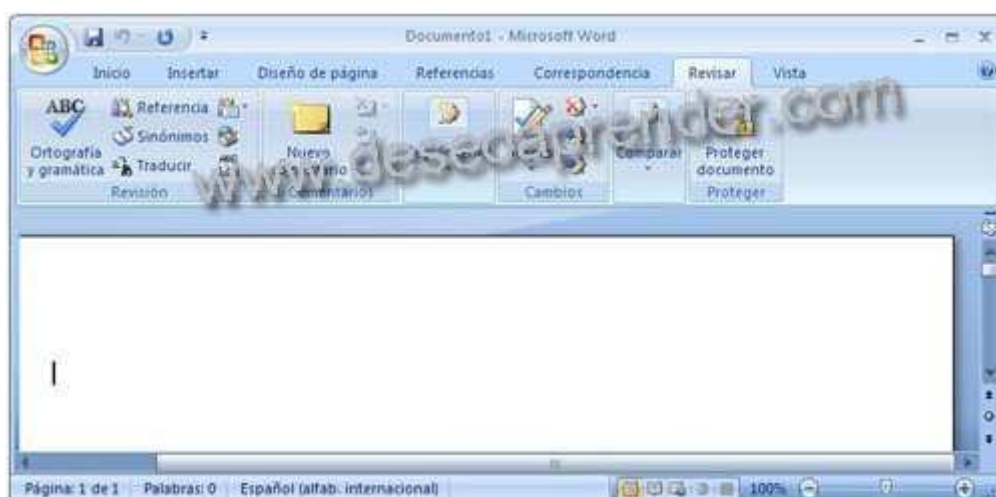 Documento1 - Microsoft Word
Inicio Insertar Diseño de página Referencias Correspondencia Revisar Vista
ABC
Ortografía y gramática
Referencia
Sinónimos
Traducir
Revisión
Nuevo
Comentarios
Cambios
Comparar
Proteger documento
Proteger
www.deseoaprender.com
Página: 1 de 1 Palabras: 0 Español (alfab. internacional) 100%